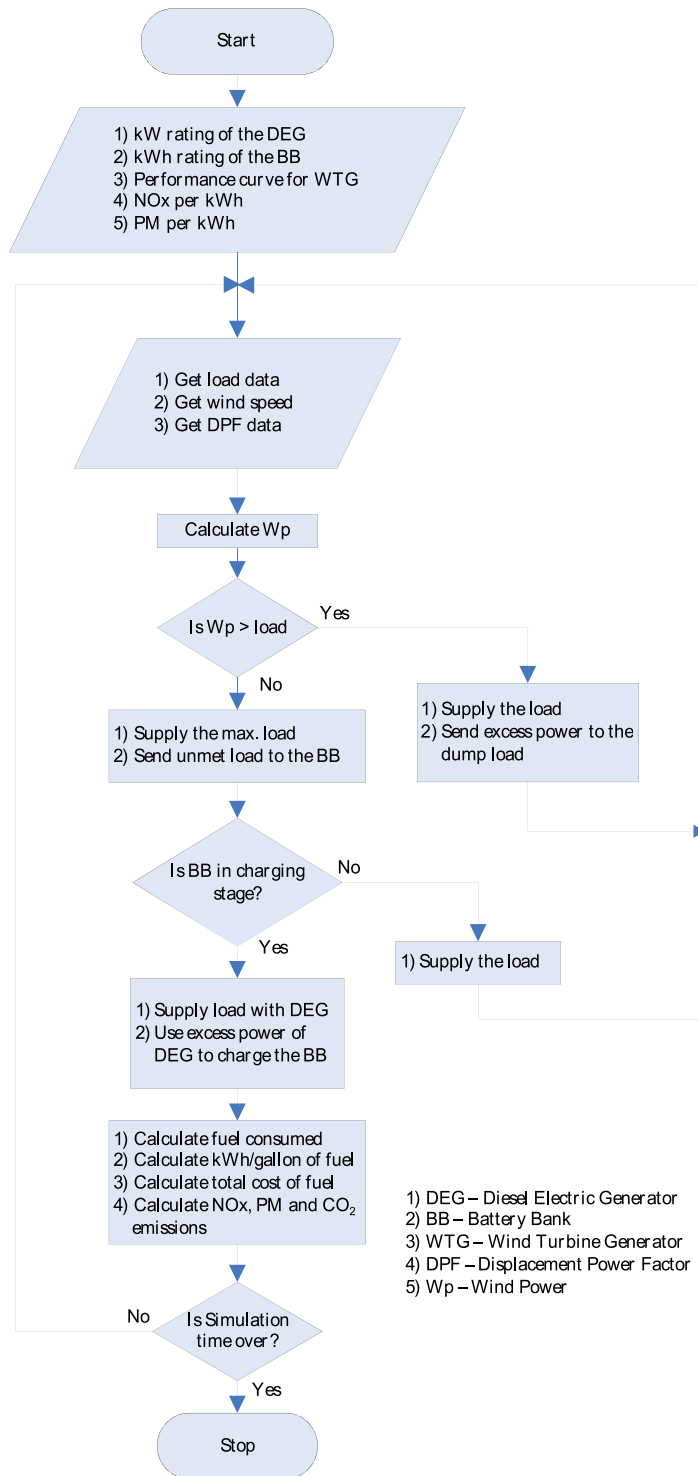 Start
1) kW rating of the DEG
2) kWh rating of the BB
3) Performance curve for WTG
4) NOx per kWh
5) PM per kWh
1) Get load data
2) Get wind speed
3) Get DPF data
Calculate Wp
Is Wp > load
Yes
No
1) Supply the load
2) Send excess power to the
dump load
1) Supply the max. load
2) Send unmet load to the BB
Is BB in charging
stage?
No
Yes
1) Supply the load
1) Supply load with DEG
2) Use excess power of
DEG to charge the BB
1) Calculate fuel consumed
2) Calculate kWh/gallon of fuel
3) Calculate total cost of fuel
4) Calculate NOx, PM and CO₂
emissions
1) DEG – Diesel Electric Generator
2) BB – Battery Bank
3) WTG – Wind Turbine Generator
4) DPF – Displacement Power Factor
5) Wp – Wind Power
No
Is Simulation
time over?
Yes
Stop